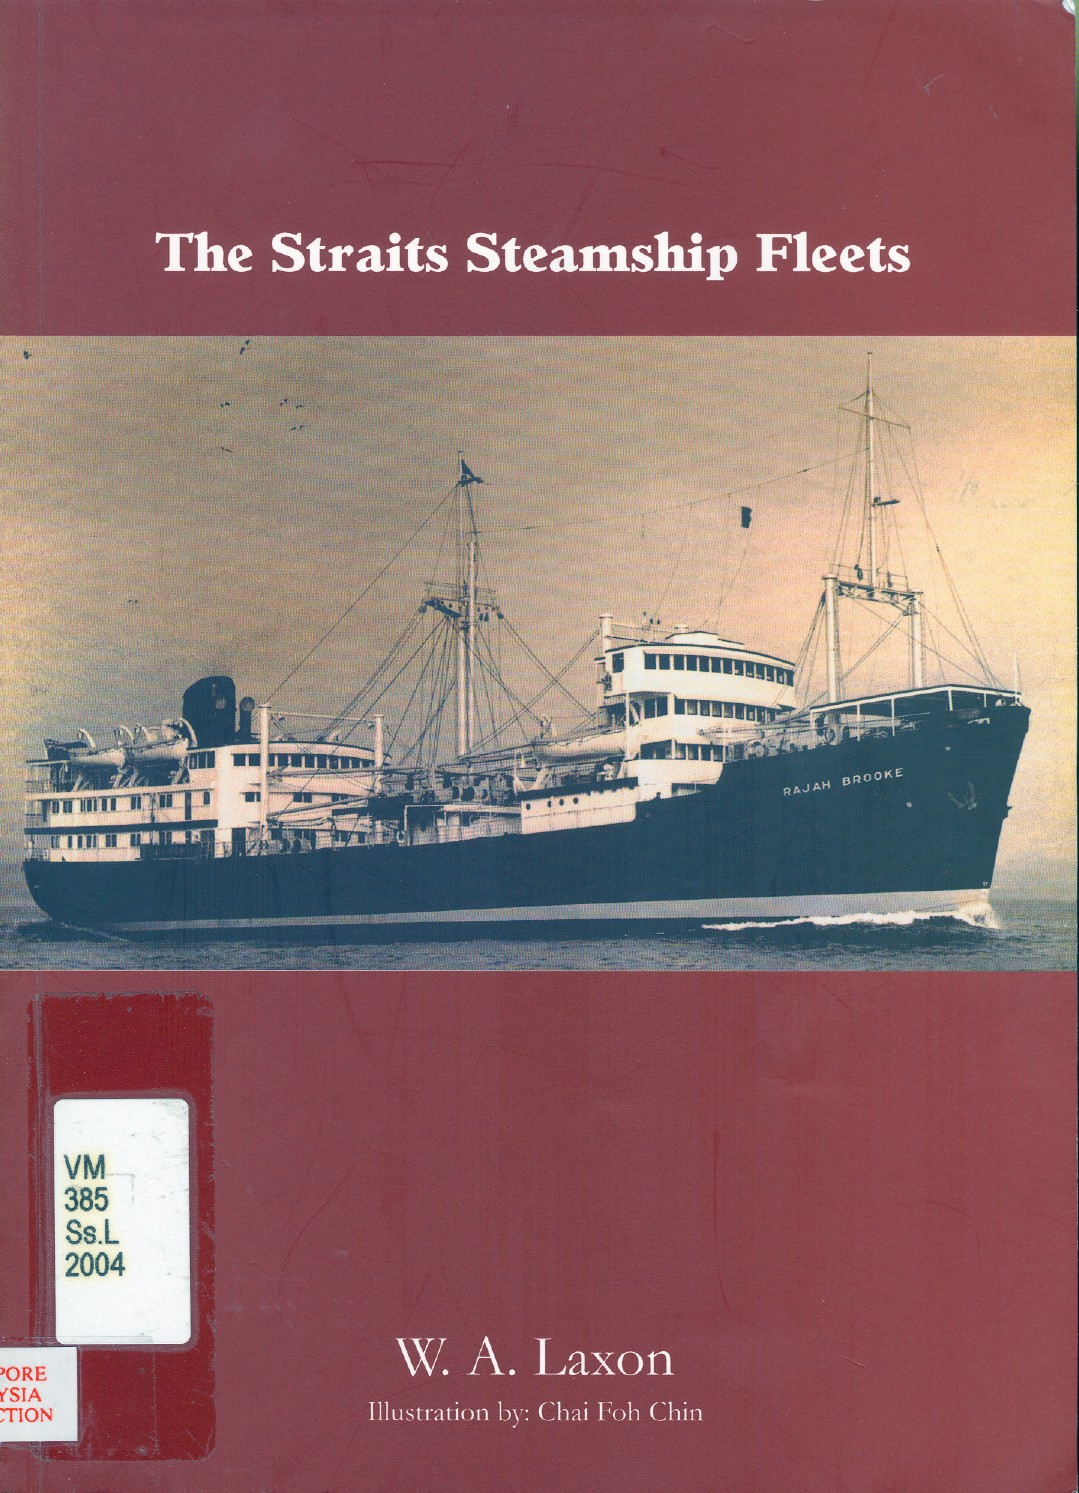 The Straits Steamship Fleets
RAJAH BROOKE
VM
385
Ss.L
2004
PORE
YSIA
CTION
W. A. Laxon
Illustration by: Chai Foh Chin